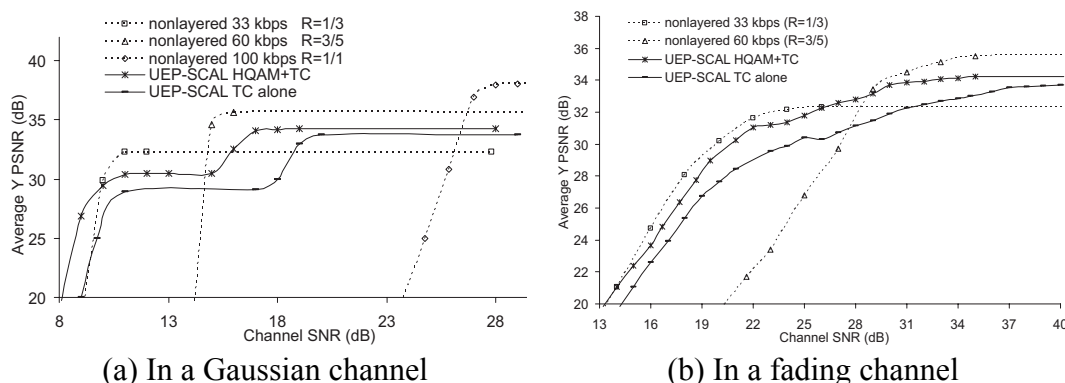 nonlayered 33 kbps R=1/3
nonlayered 60 kbps R=3/5
nonlayered 100 kbps R=1/1
UEP-SCAL HQAM+TC
UEP-SCAL TC alone
Average Y PSNR (dB)
40
35
30
25
20
8
13
18
23
28
Channel SNR (dB)
(a) In a Gaussian channel
nonlayered 33 kbps (R=1/3)
nonlayered 60 kbps (R=3/5)
UEP-SCAL HQAM+TC
UEP-SCAL TC alone
Average Y PSNR (dB)
38
36
34
32
30
28
26
24
22
20
13
16
19
22
25
28
31
34
37
40
Channel SNR (dB)
(b) In a fading channel